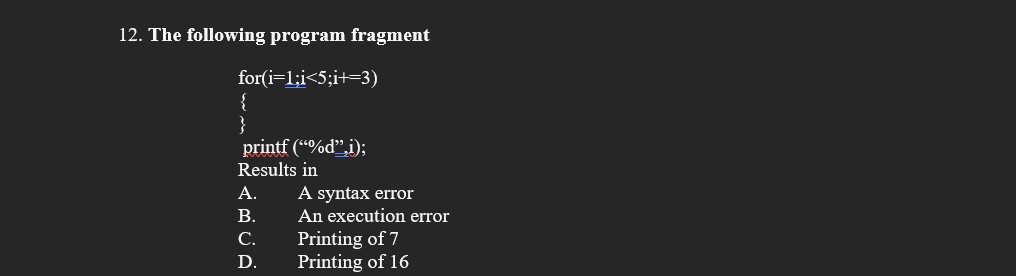 12. The following program fragment
for(i=1;i<5;i+=3)
{
}
printf (“%d”,i);
Results in
A. A syntax error
B. An execution error
C. Printing of 7
D. Printing of 16